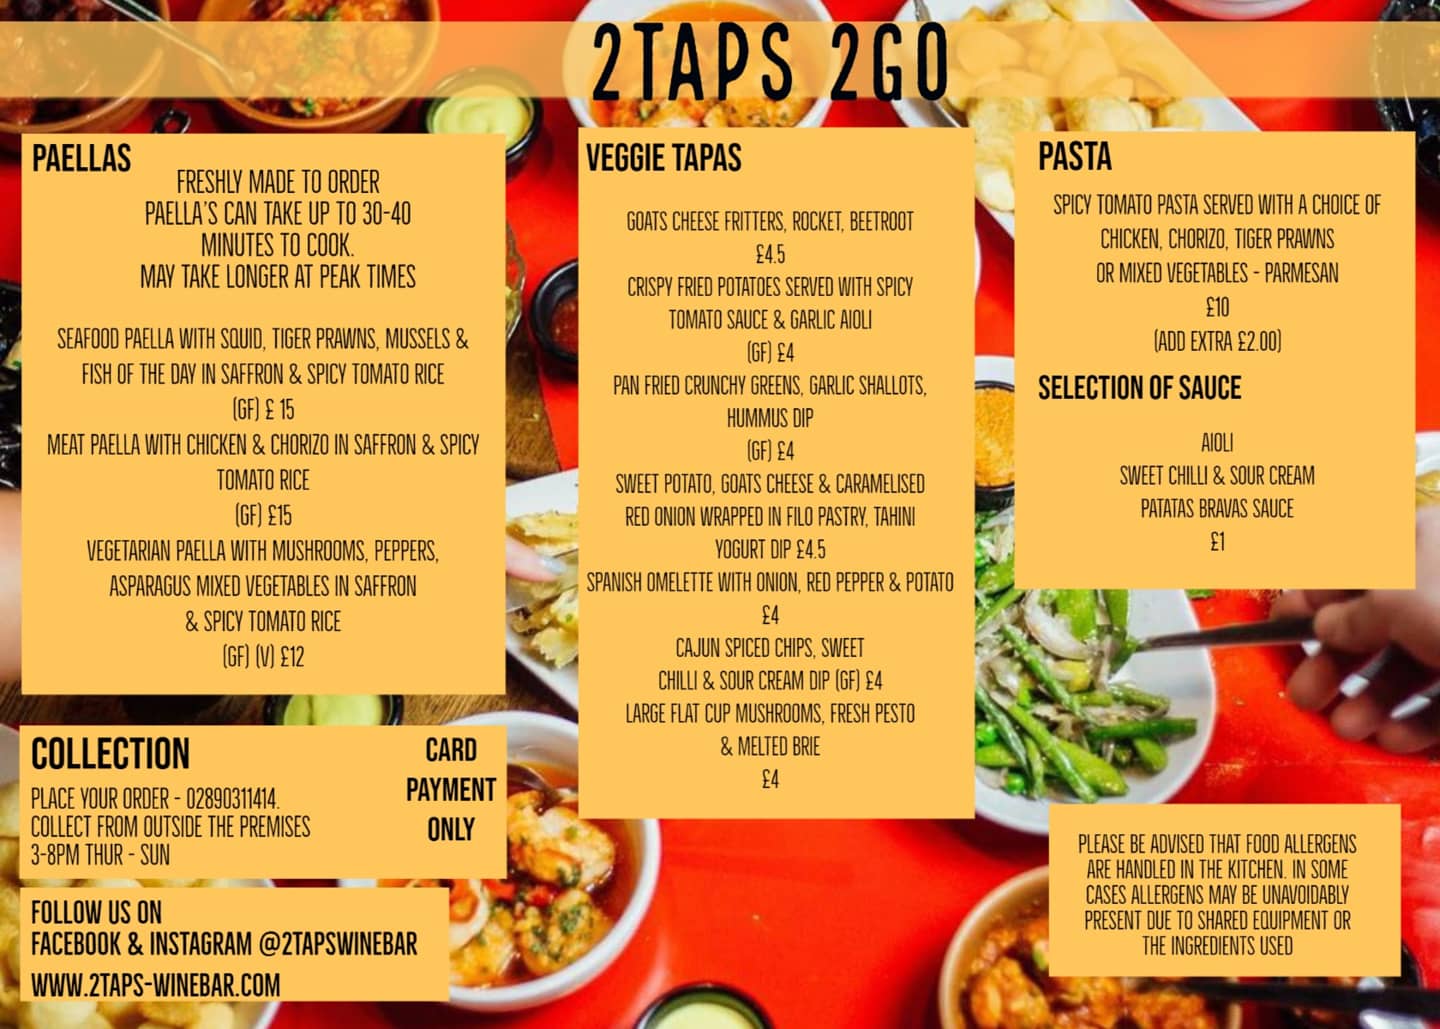 2TAPS 2GO
PAELLAS
FRESHLY MADE TO ORDER
PAELLA'S CAN TAKE UP TO 30-40
MINUTES TO COOK.
MAY TAKE LONGER AT PEAK TIMES
SEAFOOD PAELLA WITH SQUID, TIGER PRAWNS, MUSSELS &
FISH OF THE DAY IN SAFFRON & SPICY TOMATO RICE
(GF) £ 15
MEAT PAELLA WITH CHICKEN & CHORIZO IN SAFFRON & SPICY
TOMATO RICE
(GF) £15
VEGETARIAN PAELLA WITH MUSHROOMS, PEPPERS,
ASPARAGUS MIXED VEGETABLES IN SAFFRON
& SPICY TOMATO RICE
(GF) (V) £12
COLLECTION
PLACE YOUR ORDER - 02890311414.
COLLECT FROM OUTSIDE THE PREMISES
3-8PM THUR - SUN
CARD
PAYMENT
ONLY
FOLLOW US ON
FACEBOOK & INSTAGRAM @2TAPSWINEBAR
WWW.2TAPS-WINEBAR.COM
VEGGIE TAPAS
GOATS CHEESE FRITTERS, ROCKET, BEETROOT
£4.5
CRISPY FRIED POTATOES SERVED WITH SPICY
TOMATO SAUCE & GARLIC AIOLI
(GF) £4
PAN FRIED CRUNCHY GREENS, GARLIC SHALLOTS,
HUMMUS DIP
(GF) £4
SWEET POTATO, GOATS CHEESE & CARAMELISED
RED ONION WRAPPED IN FILO PASTRY, TAHINI
YOGURT DIP £4.5
SPANISH OMELETTE WITH ONION, RED PEPPER & POTATO
£4
CAJUN SPICED CHIPS, SWEET
CHILLI & SOUR CREAM DIP (GF) £4
LARGE FLAT CUP MUSHROOMS, FRESH PESTO
& MELTED BRIE
£4
PASTA
SPICY TOMATO PASTA SERVED WITH A CHOICE OF
CHICKEN, CHORIZO, TIGER PRAWNS
OR MIXED VEGETABLES - PARMESAN
£10
(ADD EXTRA £2.00)
SELECTION OF SAUCE
AIOLI
SWEET CHILLI & SOUR CREAM
PATATAS BRAVAS SAUCE
£1
PLEASE BE ADVISED THAT FOOD ALLERGENS
ARE HANDLED IN THE KITCHEN. IN SOME
CASES ALLERGENS MAY BE UNAVOIDABLY
PRESENT DUE TO SHARED EQUIPMENT OR
THE INGREDIENTS USED